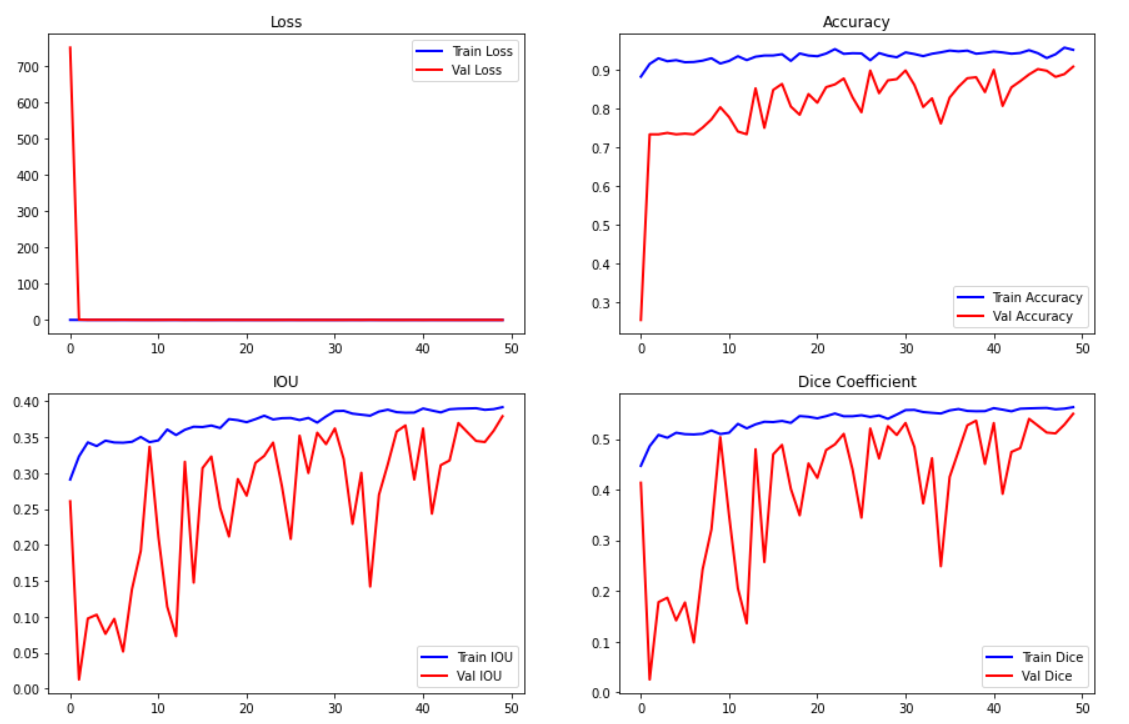 Loss
700
600
500
400
300
200
100
0
0 10 20 30 40 50
Train Loss
Val Loss
Accuracy
0.9
0.8
0.7
0.6
0.5
0.4
0.3
0 10 20 30 40 50
Train Accuracy
Val Accuracy
IOU
0.40
0.35
0.30
0.25
0.20
0.15
0.10
0.05
0.00
0 10 20 30 40 50
Train IOU
Val IOU
Dice Coefficient
0.5
0.4
0.3
0.2
0.1
0.0
0 10 20 30 40 50
Train Dice
Val Dice